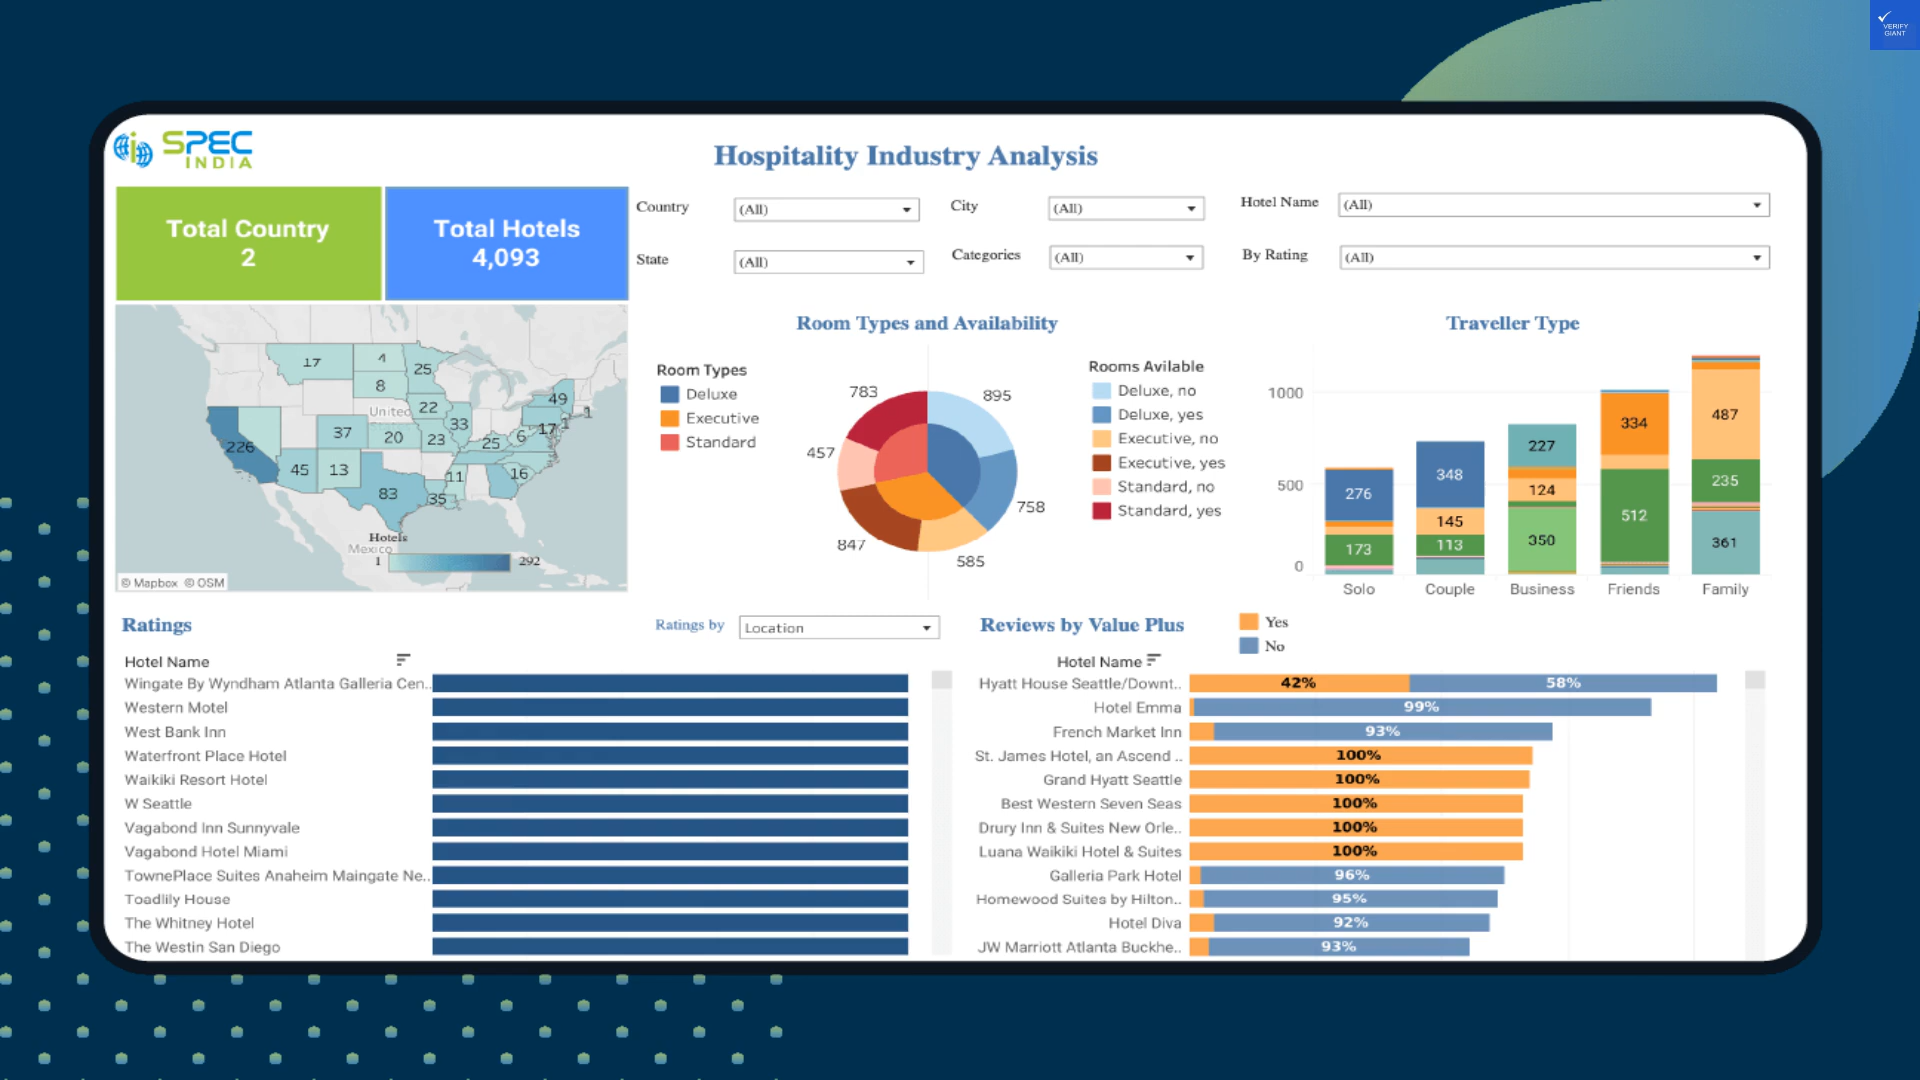 VERIFY
GIANT
SPEC
INDIA
Hospitality Industry Analysis
Total Country
2
Total Hotels
4,093
Country
(All)
City
(All)
Hotel Name
(All)
State
(All)
Categories
(All)
By Rating
(All)
17
4
25
8
49
United
22
1
33
37
20
23
25
6
17
1
226
45
13
11
16
83
35
Hotels
Mexico
1
292
© Mapbox © OSM
Room Types and Availability
Room Types
Deluxe
Executive
Standard
783
895
457
758
847
585
Rooms Avilable
Deluxe, no
Deluxe, yes
Executive, no
Executive, yes
Standard, no
Standard, yes
Traveller Type
1000
500
0
276
173
348
145
113
227
124
350
334
512
487
235
361
Solo
Couple
Business
Friends
Family
Ratings
Ratings by
Location
Hotel Name
Wingate By Wyndham Atlanta Galleria Cen..
Western Motel
West Bank Inn
Waterfront Place Hotel
Waikiki Resort Hotel
W Seattle
Vagabond Inn Sunnyvale
Vagabond Hotel Miami
TownePlace Suites Anaheim Maingate Ne..
Toadlily House
The Whitney Hotel
The Westin San Diego
Reviews by Value Plus
Yes
No
Hotel Name
Hyatt House Seattle/Downt.. 42% 58%
Hotel Emma 99%
French Market Inn 93%
St. James Hotel, an Ascend .. 100%
Grand Hyatt Seattle 100%
Best Western Seven Seas 100%
Drury Inn & Suites New Orle.. 100%
Luana Waikiki Hotel & Suites 100%
Galleria Park Hotel 96%
Homewood Suites by Hilton.. 95%
Hotel Diva 92%
JW Marriott Atlanta Buckhe.. 93%